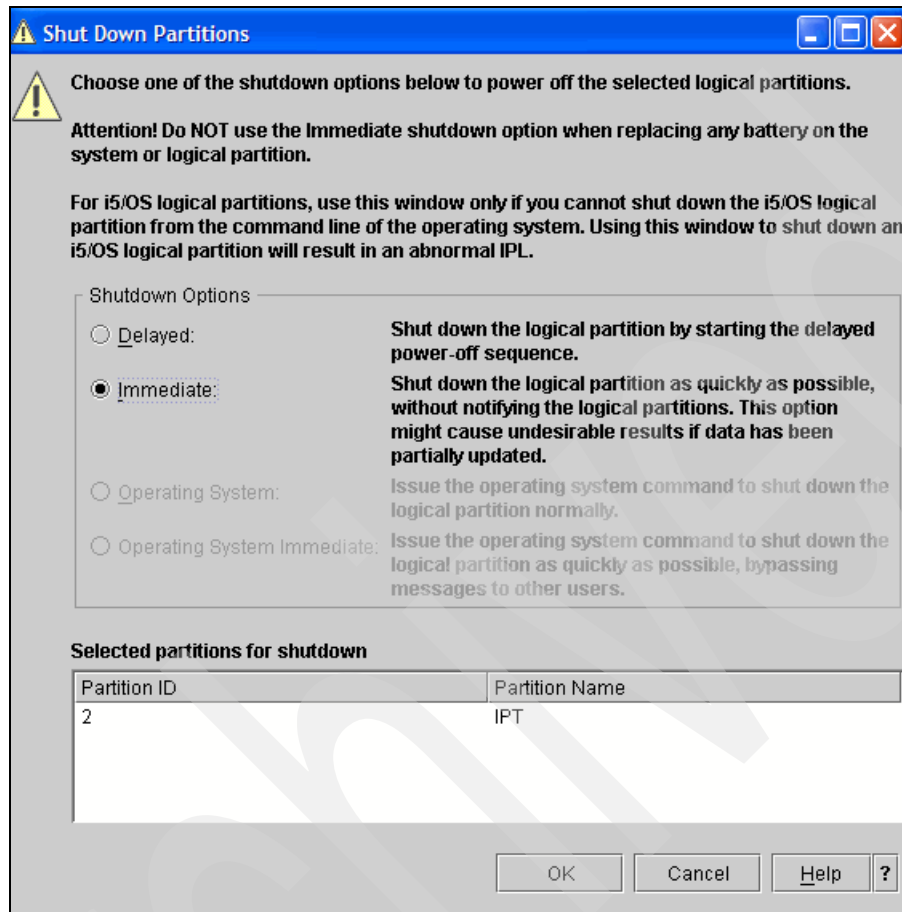 Shut Down Partitions
Choose one of the shutdown options below to power off the selected logical partitions.
Attention! Do NOT use the Immediate shutdown option when replacing any battery on the
system or logical partition.
For i5/OS logical partitions, use this window only if you cannot shut down the i5/OS logical
partition from the command line of the operating system. Using this window to shut down an
i5/OS logical partition will result in an abnormal IPL.
Shutdown Options
Delayed:
Shut down the logical partition by starting the delayed
power-off sequence.
Immediate:
Shut down the logical partition as quickly as possible,
without notifying the logical partitions. This option
might cause undesirable results if data has been
partially updated.
Operating System:
Issue the operating system command to shut down the
logical partition normally.
Operating System Immediate:
Issue the operating system command to shut down the
logical partition as quickly as possible, bypassing
messages to other users.
Selected partitions for shutdown
Partition ID Partition Name
2 IPT
OK Cancel Help ?